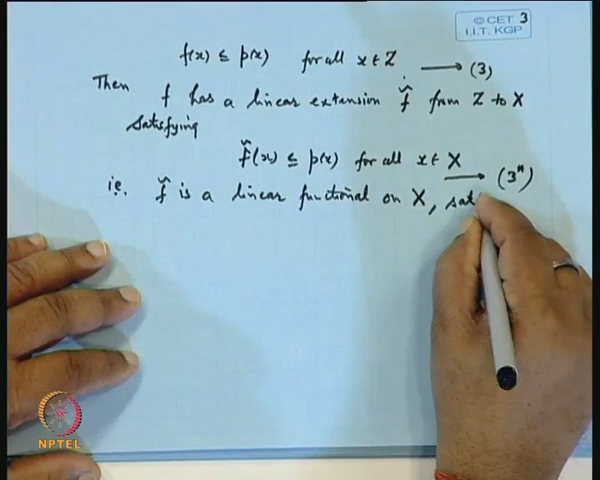 © CET 3
I.I.T. KGP
f(x) ≤ p(x) for all x ∈ Z ⟶ (3)
Then f has a linear extension f̃ from Z to X
satisfying
f̃(x) ≤ p(x) for all x ∈ X ⟶ (3*)
i.e. f̃ is a linear functional on X, sat
NPTEL